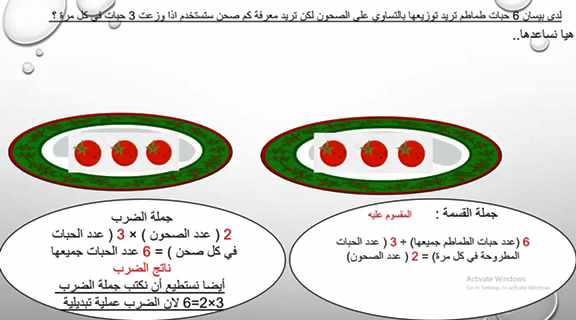 لدى بيسان 6 حبات طماطم تريد توزيعها بالتساوي على الصحون لكن تريد معرفة كم صحن ستستخدم اذا وزعت 3 حبات في كل مرة ؟
هيا نساعدها..
جملة القسمة : المقسوم عليه
6 (عدد حبات الطماطم جميعها) ÷ 3 ( عدد الحبات
المطروحة في كل مرة) = 2 ( عدد الصحون)
جملة الضرب
2 ( عدد الصحون ) × 3 ( عدد الحبات
في كل صحن ) = 6 عدد الحبات جميعها
ناتج الضرب
أيضا نستطيع أن نكتب جملة الضرب
3×2=6 لان الضرب عملية تبديلية
Activate Windows
Go to Settings to activate Windows.